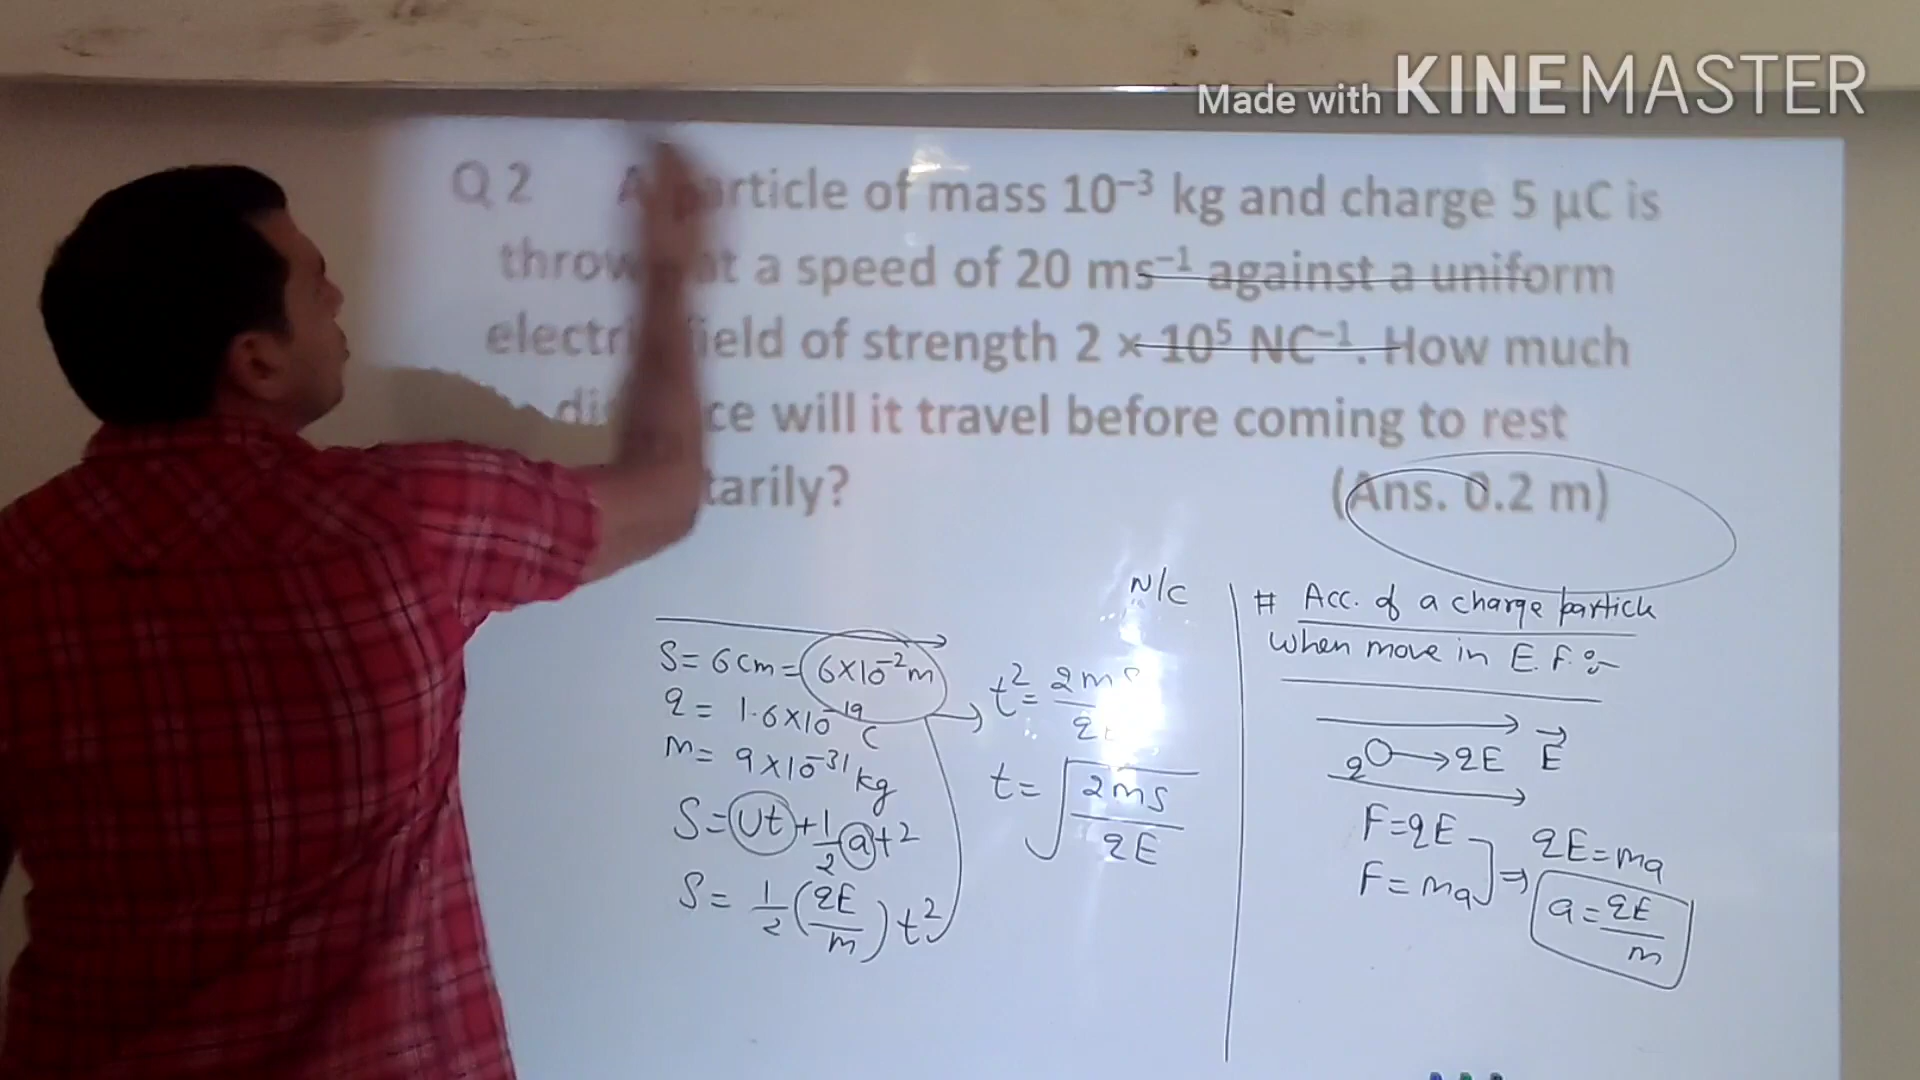 Made with KINEMASTER
Q 2 A particle of mass 10⁻³ kg and charge 5 μC is
at a speed of 20 ms⁻¹ against a uniform
field of strength 2 × 10⁵ NC⁻¹. How much
will it travel before coming to rest
tarily? (Ans. 0.2 m)
N/C
S = 6 cm = 6×10⁻² m
q = 1.6×10⁻¹⁹ C
m = 9×10⁻³¹ kg
S = Ut + 1/2 at²
S = 1/2 (qE/m) t²
t² = 2m
t = √(2ms/qE)
# Acc. of a charge particle
when move in E.F. :-
q → qE E⃗
F = qE
F = ma
⇒ qE = ma
a = qE/m